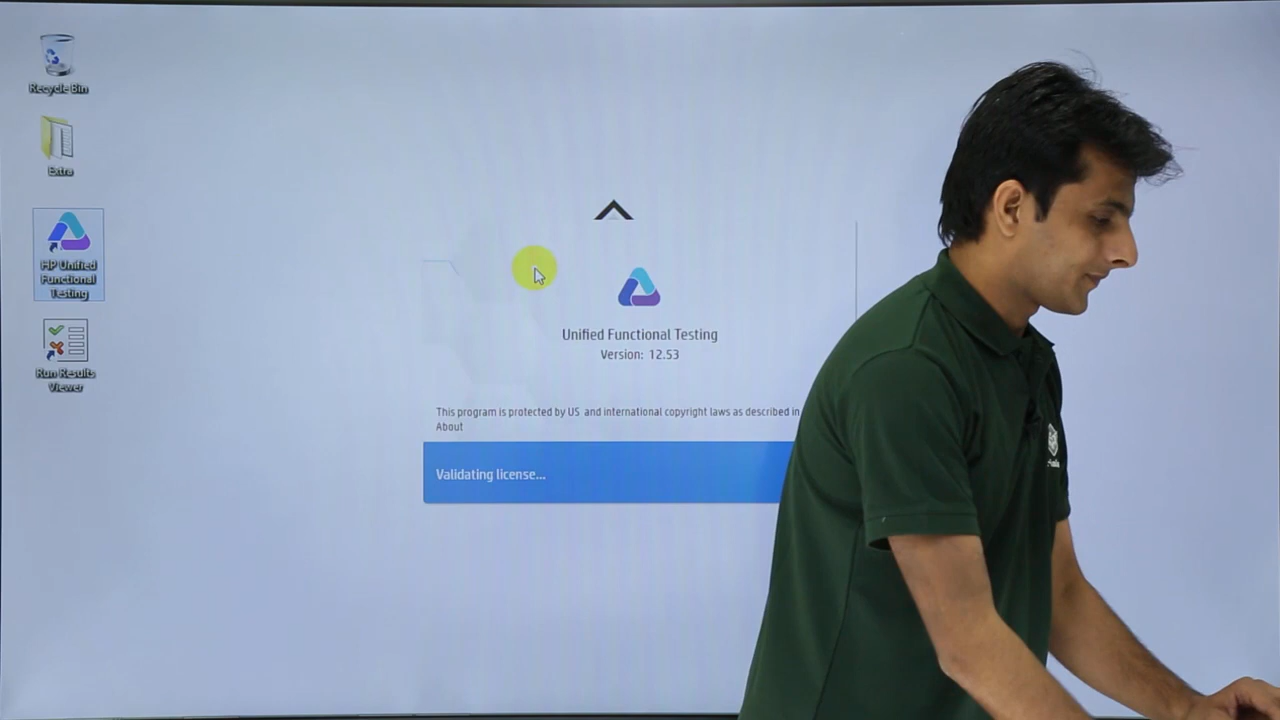 Recycle Bin
Extra
HP Unified
Functional
Testing
Run Results
Viewer
Unified Functional Testing
Version: 12.53
This program is protected by US and international copyright laws as described in
About
Validating license...